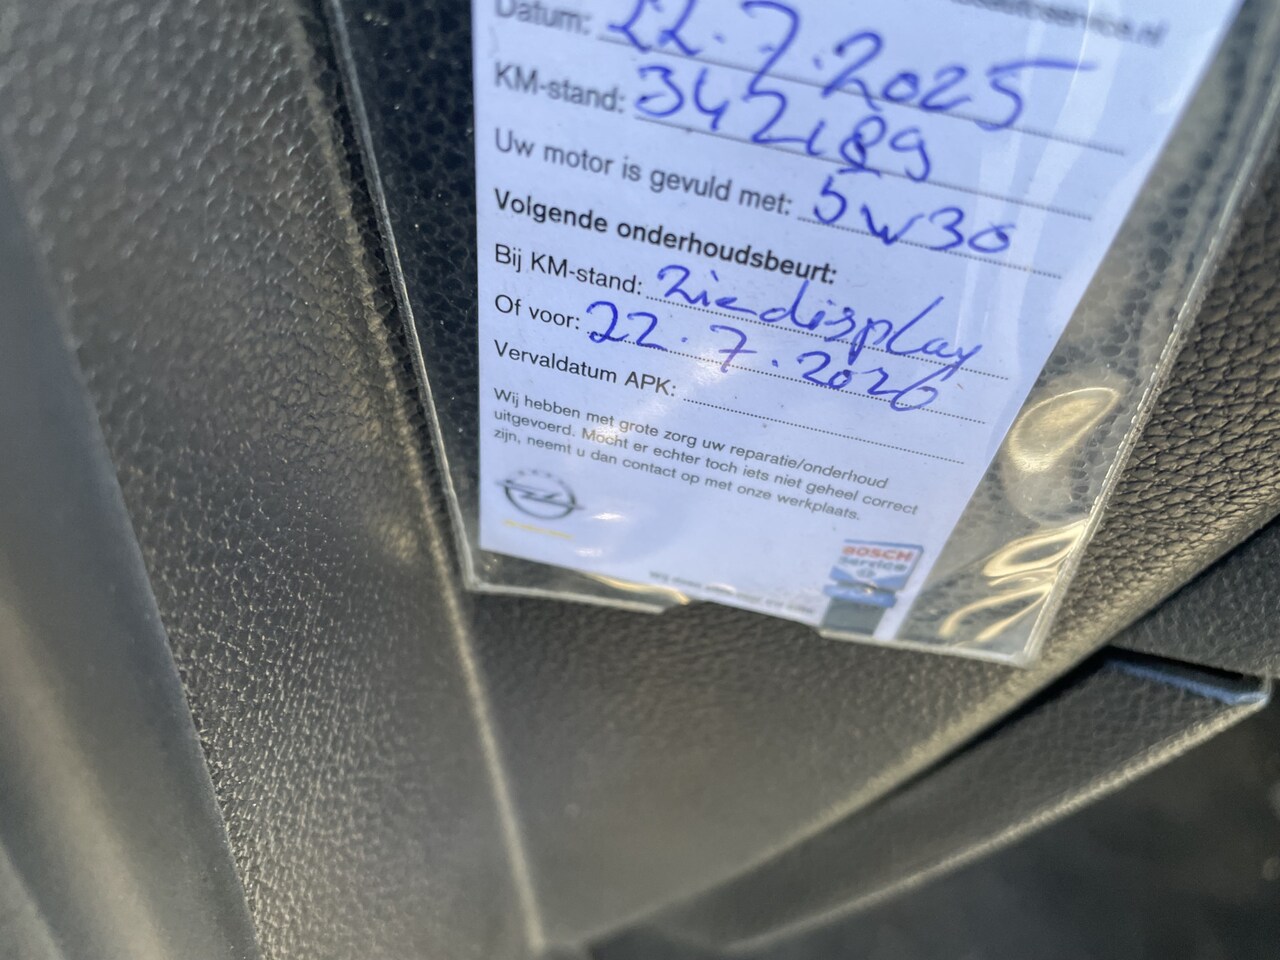 Datum: 22.7.2025
KM-stand: 342189
Uw motor is gevuld met: 5W30
Volgende onderhoudsbeurt:
Bij KM-stand: Zie display
Of voor: 22.7.2026
Vervaldatum APK:
Wij hebben met grote zorg uw reparatie/onderhoud
uitgevoerd. Mocht er echter toch iets niet geheel correct
zijn, neemt u dan contact op met onze werkplaats.
BOSCH
Service